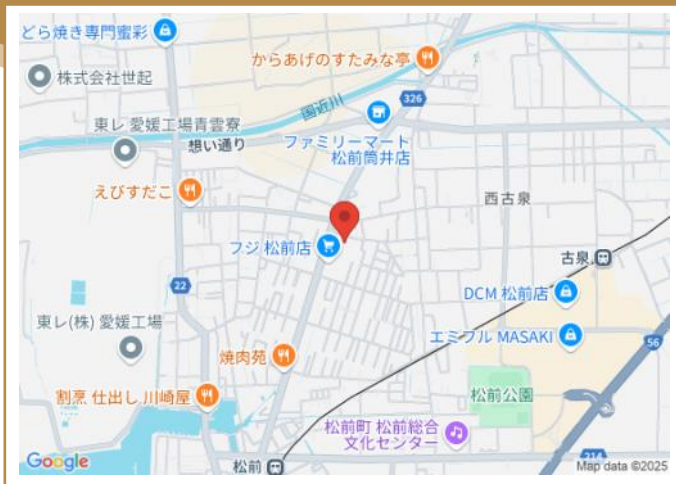 どら焼き専門蜜彩
からあげのすたみな亭
株式会社世起
国近川
326
ファミリーマート
松前筒井店
東レ 愛媛工場青雲寮
想い通り
えびすだこ
西古泉
フジ 松前店
古泉
22
DCM 松前店
東レ(株) 愛媛工場
エミフル MASAKI
56
焼肉苑
割烹 仕出し 川崎屋
松前公園
松前町 松前総合
文化センター
214
Google
松前
Map data ©2025